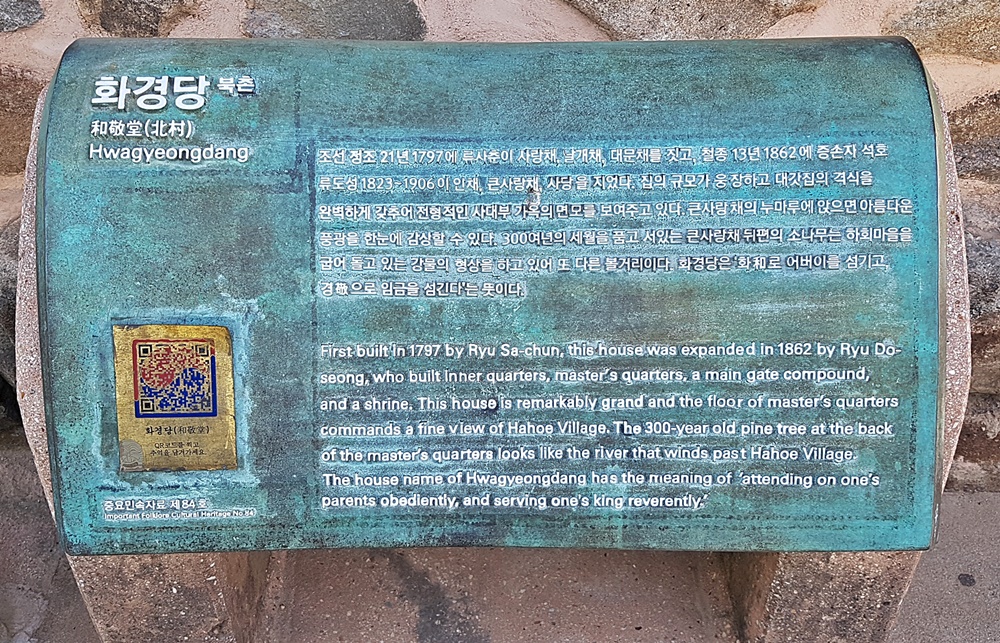 화경당 북촌
和敬堂(北村)
Hwagyeongdang
조선 정조 21년 1797에 류사춘이 사랑채, 날개채, 대문채를 짓고, 철종 13년 1862에 증손자 석호
류도성 1823~1906이 안채, 큰사랑채, 사당을 지었다. 집의 규모가 웅장하고 대갓집의 격식을
완벽하게 갖추어 전형적인 사대부 가옥의 면모를 보여주고 있다. 큰사랑채의 누마루에 앉으면 아름다운
풍광을 한눈에 감상할 수 있다. 300여년의 세월을 품고 서있는 큰사랑채 뒤편의 소나무는 하회마을을
굽어 돌고 있는 강물의 형상을 하고 있어 또 다른 볼거리이다. 화경당은 '화和로 어버이를 섬기고,
경敬으로 임금을 섬긴다'는 뜻이다.
First built in 1797 by Ryu Sa-chun, this house was expanded in 1862 by Ryu Do-
seong, who built inner quarters, master's quarters, a main gate compound,
and a shrine. This house is remarkably grand and the floor of master's quarters
commands a fine view of Hahoe Village. The 300-year old pine tree at the back
of the master's quarters looks like the river that winds past Hahoe Village.
The house name of Hwagyeongdang has the meaning of 'attending on one's
parents obediently, and serving one's king reverently.'
화경당(和敬堂)
QR코드를 찍고
추억을 남겨가세요.
중요민속자료 제84호
Important Folklore Cultural Heritage No.84